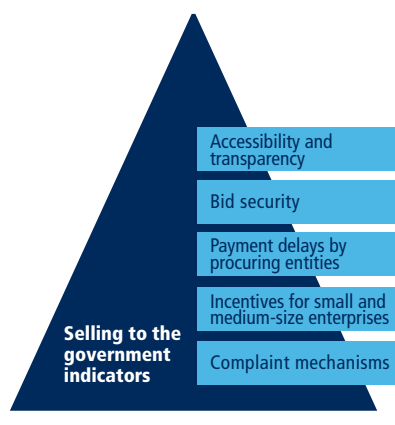 Accessibility and
transparency
Bid security
Payment delays by
procuring entities
Incentives for small and
medium-size enterprises
Selling to the
government
indicators
Complaint mechanisms